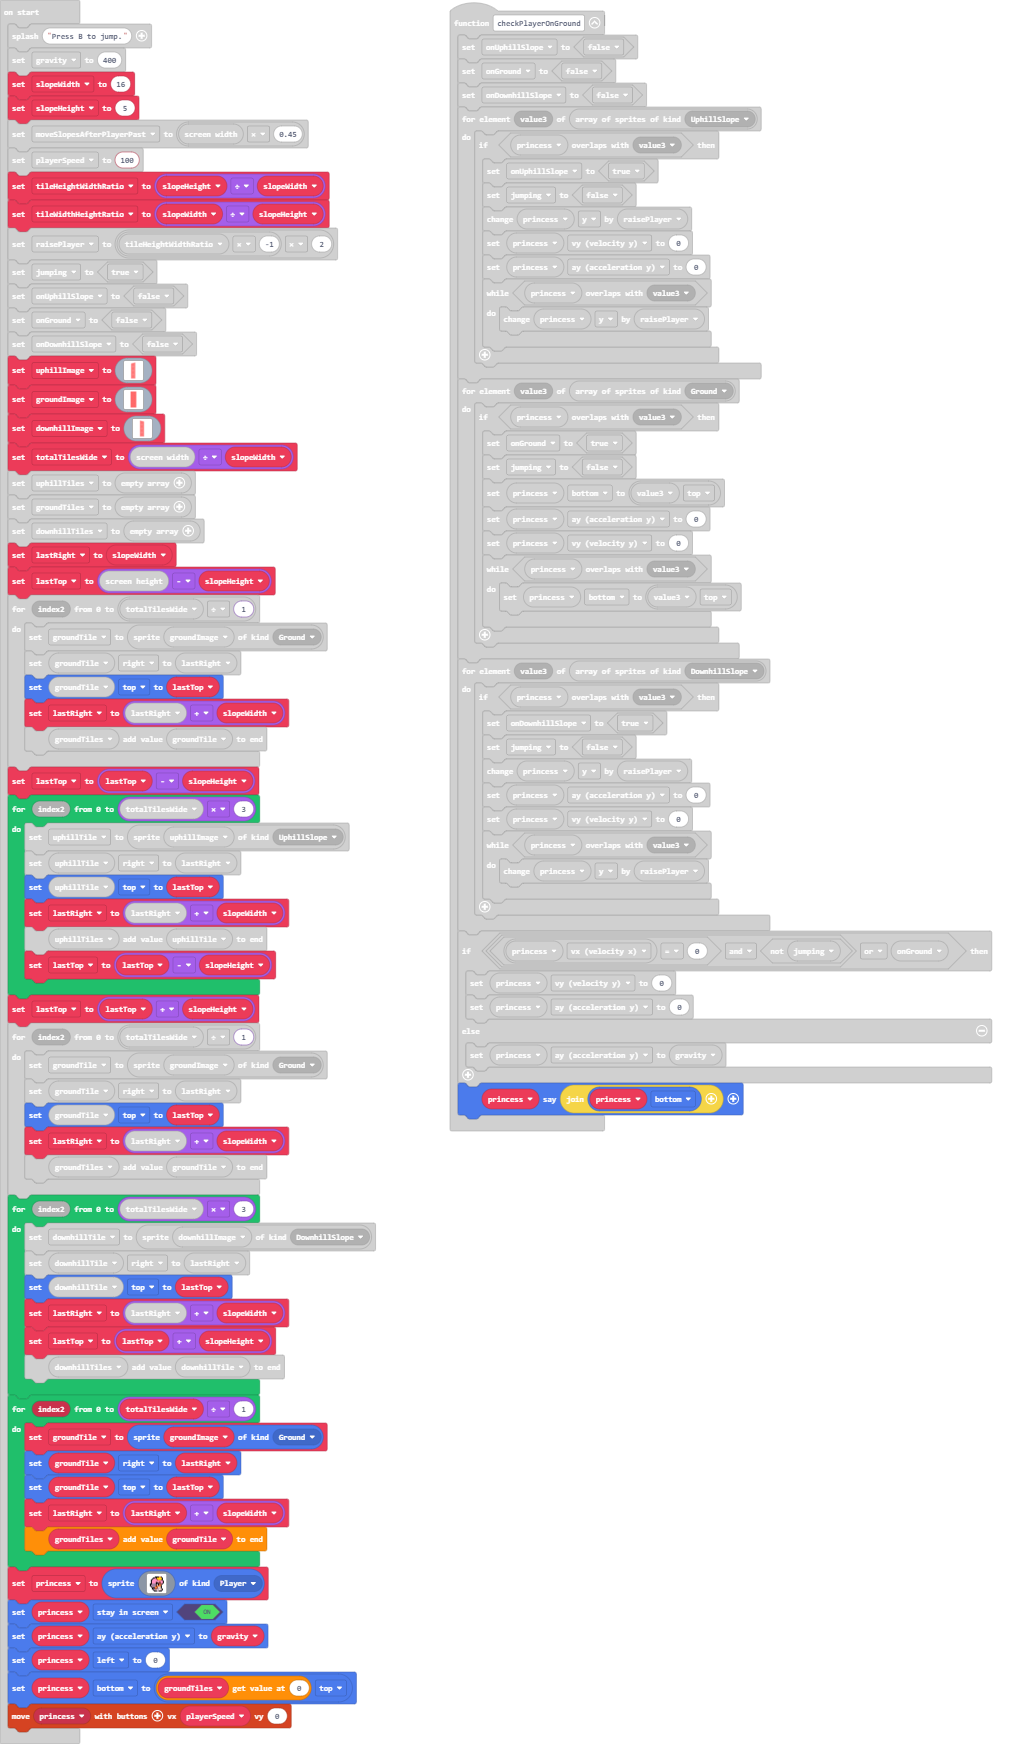 on start
splash "Press B to jump."
set gravity to 400
set slopeWidth to 16
set slopeHeight to 5
set moveSlopesAfterPlayerPast to screen width × 0.45
set playerSpeed to 100
set tileHeightWidthRatio to slopeHeight ÷ slopeWidth
set tileWidthHeightRatio to slopeWidth ÷ slopeHeight
set raisePlayer to tileHeightWidthRatio × -1 × 2
set jumping to true
set onUphillSlope to false
set onGround to false
set onDownhillSlope to false
set uphillImage to
set groundImage to
set downhillImage to
set totalTilesWide to screen width ÷ slopeWidth
set uphillTiles to empty array
set groundTiles to empty array
set downhillTiles to empty array
set lastRight to slopeWidth
set lastTop to screen height - slopeHeight
for index2 from 0 to totalTilesWide ÷ 1
do
set groundTile to sprite groundImage of kind Ground
set groundTile right to lastRight
set groundTile top to lastTop
set lastRight to lastRight + slopeWidth
groundTiles add value groundTile to end
set lastTop to lastTop - slopeHeight
for index2 from 0 to totalTilesWide × 3
do
set uphillTile to sprite uphillImage of kind UphillSlope
set uphillTile right to lastRight
set uphillTile top to lastTop
set lastRight to lastRight + slopeWidth
uphillTiles add value uphillTile to end
set lastTop to lastTop - slopeHeight
set lastTop to lastTop + slopeHeight
for index2 from 0 to totalTilesWide ÷ 1
do
set groundTile to sprite groundImage of kind Ground
set groundTile right to lastRight
set groundTile top to lastTop
set lastRight to lastRight + slopeWidth
groundTiles add value groundTile to end
for index2 from 0 to totalTilesWide × 3
do
set downhillTile to sprite downhillImage of kind DownhillSlope
set downhillTile right to lastRight
set downhillTile top to lastTop
set lastRight to lastRight + slopeWidth
set lastTop to lastTop + slopeHeight
downhillTiles add value downhillTile to end
for index2 from 0 to totalTilesWide ÷ 1
do
set groundTile to sprite groundImage of kind Ground
set groundTile right to lastRight
set groundTile top to lastTop
set lastRight to lastRight + slopeWidth
groundTiles add value groundTile to end
set princess to sprite of kind Player
set princess stay in screen ON
set princess ay (acceleration y) to gravity
set princess left to 0
set princess bottom to groundTiles get value at 0 top
move princess with buttons vx playerSpeed vy 0
function checkPlayerOnGround
set onUphillSlope to false
set onGround to false
set onDownhillSlope to false
for element value3 of array of sprites of kind UphillSlope
do
if princess overlaps with value3 then
set onUphillSlope to true
set jumping to false
change princess y by raisePlayer
set princess vy (velocity y) to 0
set princess ay (acceleration y) to 0
while princess overlaps with value3
do change princess y by raisePlayer
for element value3 of array of sprites of kind Ground
do
if princess overlaps with value3 then
set onGround to true
set jumping to false
set princess bottom to value3 top
set princess ay (acceleration y) to 0
set princess vy (velocity y) to 0
while princess overlaps with value3
do set princess bottom to value3 top
for element value3 of array of sprites of kind DownhillSlope
do
if princess overlaps with value3 then
set onDownhillSlope to true
set jumping to false
change princess y by raisePlayer
set princess ay (acceleration y) to 0
set princess vy (velocity y) to 0
while princess overlaps with value3
do change princess y by raisePlayer
if princess vx (velocity x) = 0 and not jumping or onGround then
set princess vy (velocity y) to 0
set princess ay (acceleration y) to 0
else
set princess ay (acceleration y) to gravity
princess say join princess bottom